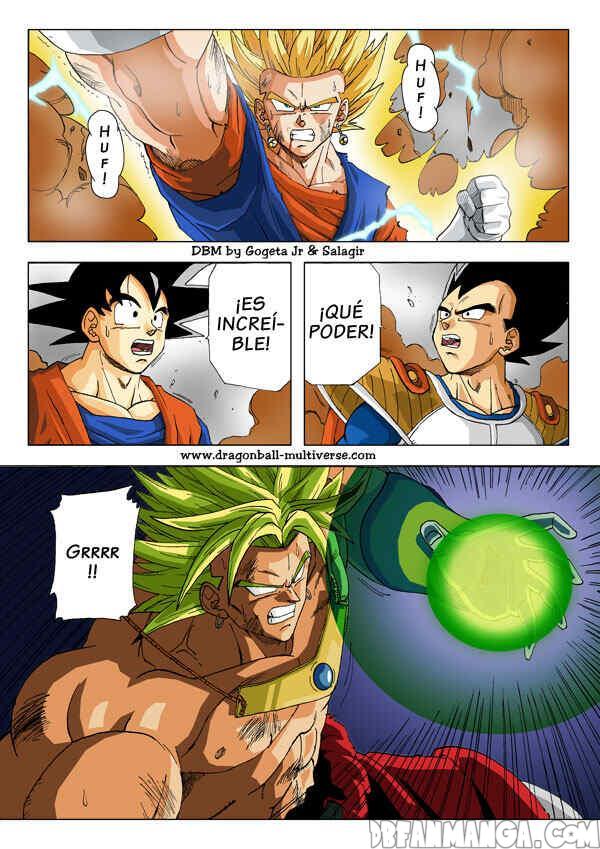 HUF!
HUF!
DBM by Gogeta Jr & Salagir
¡ES
INCREÍ-
BLE!
¡QUÉ
PODER!
www.dragonball-multiverse.com
GRRRR
!!
DBFANMANGA.COM